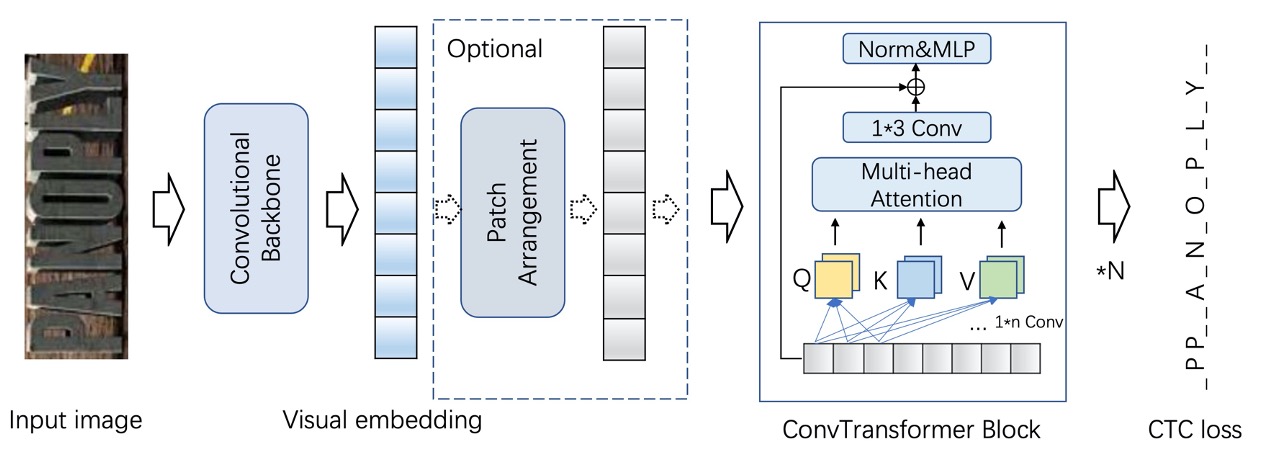 PANOPLY
Input image
Convolutional
Backbone
Visual embedding
Optional
Patch
Arrangement
Norm&MLP
1*3 Conv
Multi-head
Attention
Q
K
V
... 1*n Conv
ConvTransformer Block
*N
_PP_A_N_O_P_L_Y_
CTC loss